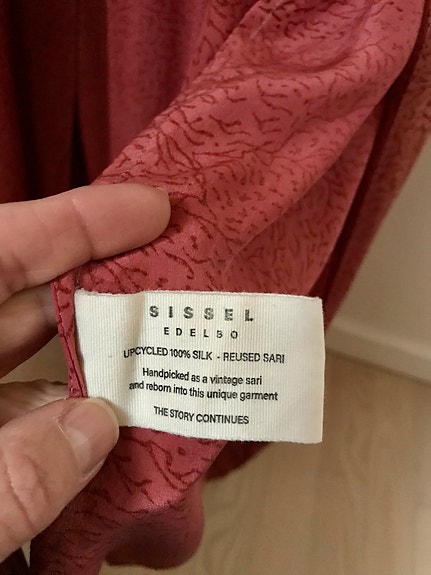 SISSEL
EDELBO
UPCYCLED 100% SILK - REUSED SARI
Handpicked as a vintage sari
and reborn into this unique garment
THE STORY CONTINUES